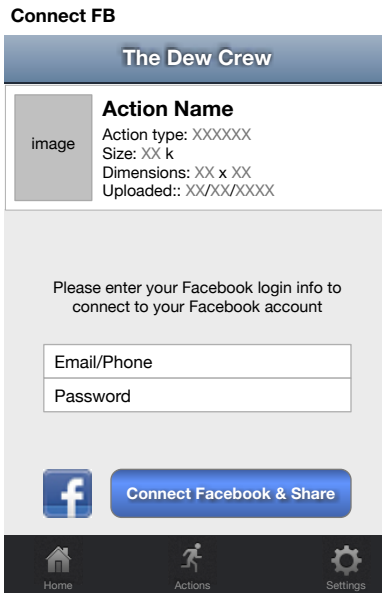 Connect FB
The Dew Crew
image
Action Name
Action type: XXXXXX
Size: XX k
Dimensions: XX x XX
Uploaded:: XX/XX/XXXX
Please enter your Facebook login info to
connect to your Facebook account
Email/Phone
Password
f
Connect Facebook & Share
Home
Actions
Settings